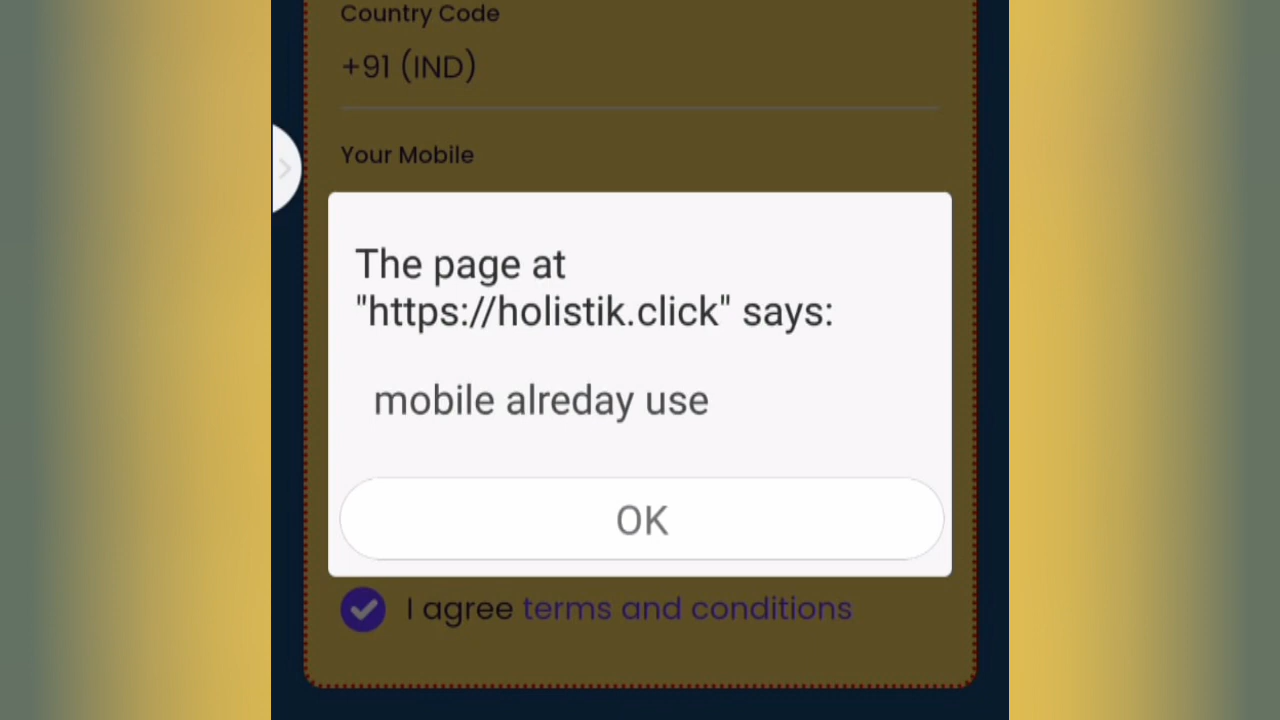 Country Code
+91 (IND)
Your Mobile
The page at
"https://holistik.click" says:
mobile alreday use
OK
I agree terms and conditions